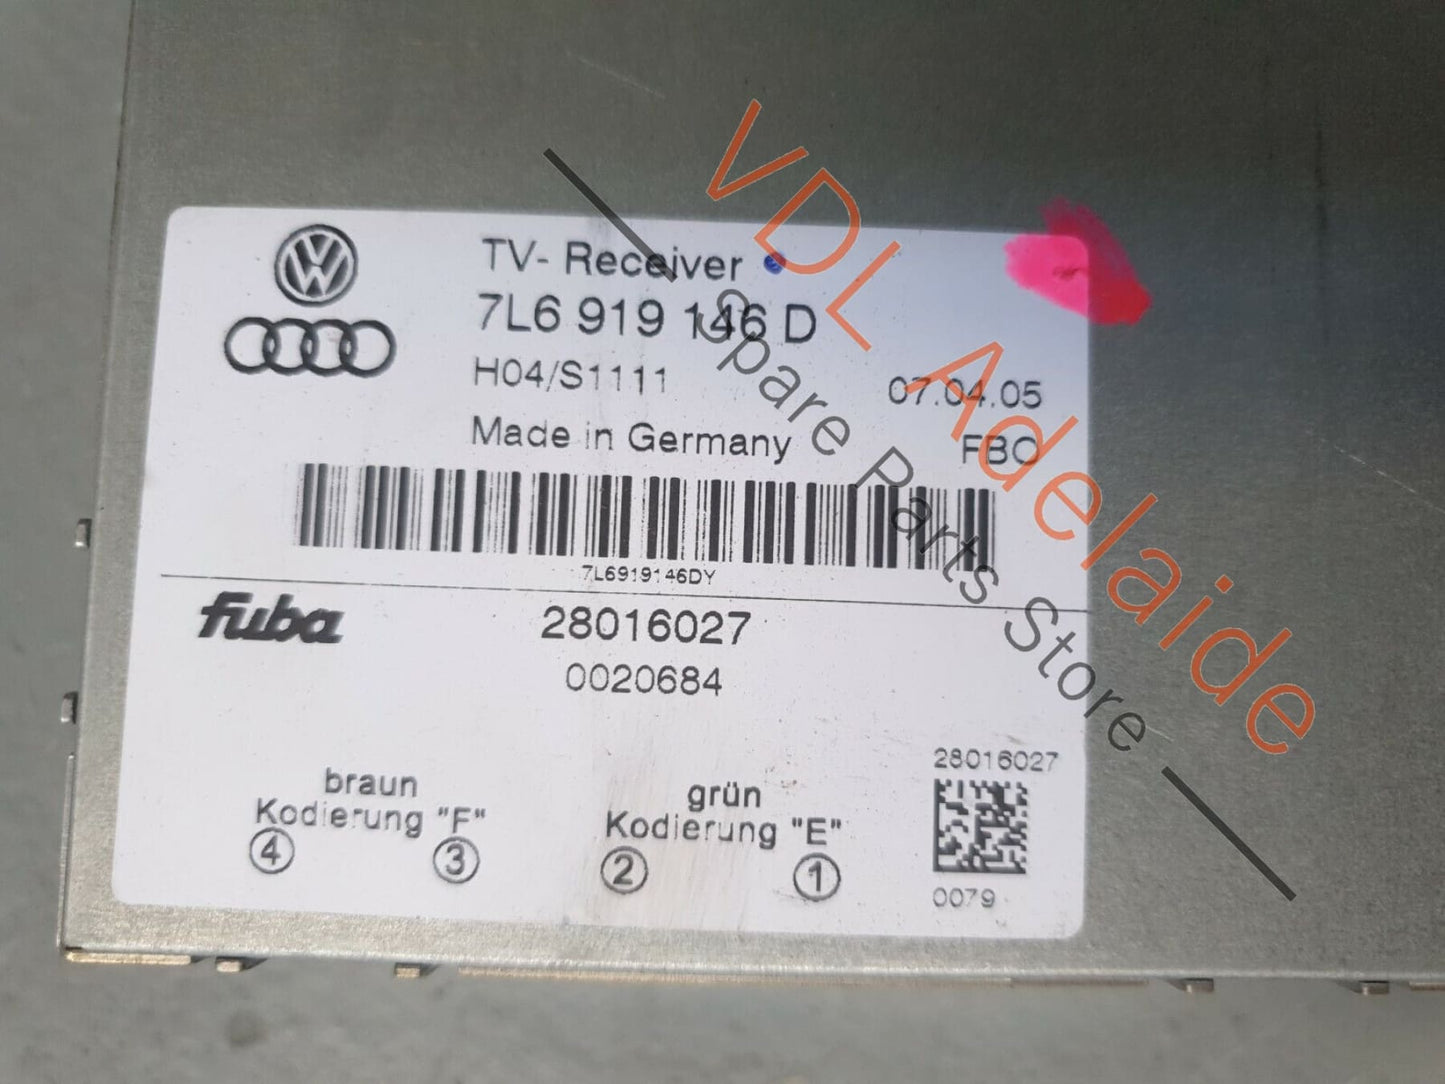 TV- Receiver
7L6 919 146 D
H04/S1111
07.04.05
Made in Germany
FBO
7L6919146DY
fuba
28016027
0020684
braun
Kodierung "F"
4 3
grün
Kodierung "E"
2 1
28016027
0079
VDL Adelaide
Spare Parts Store